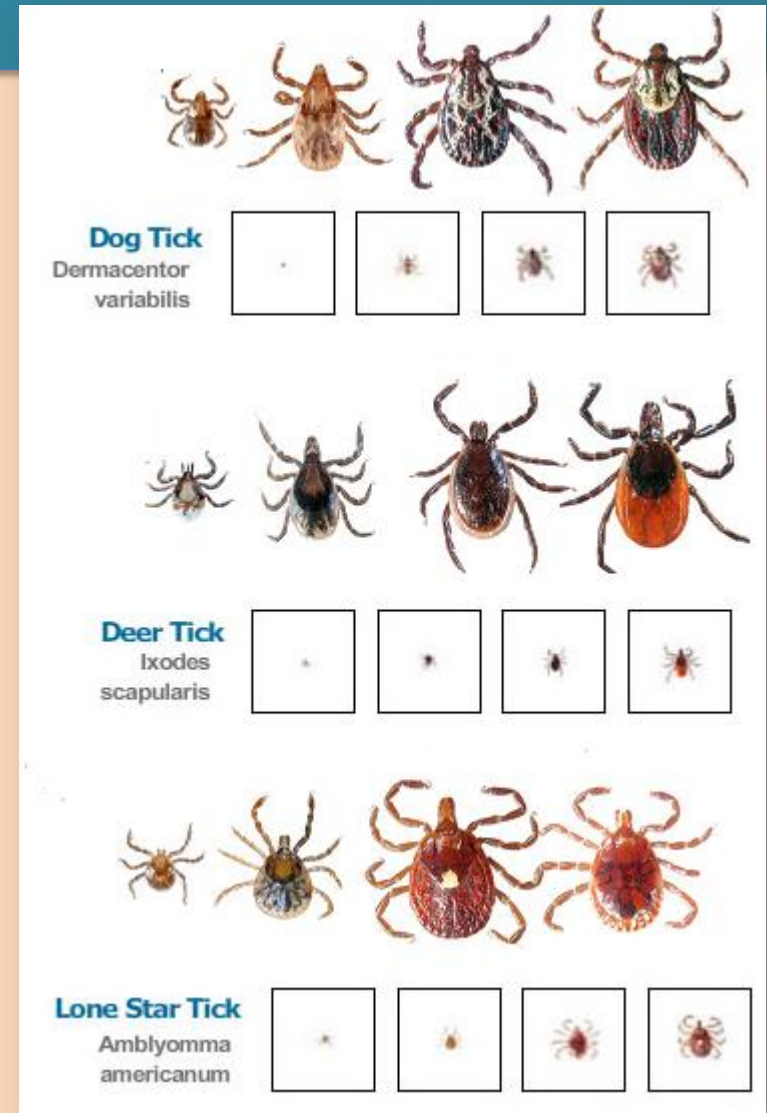 Dog Tick
Dermacentor
variabilis
Deer Tick
Ixodes
scapularis
Lone Star Tick
Amblyomma
americanum